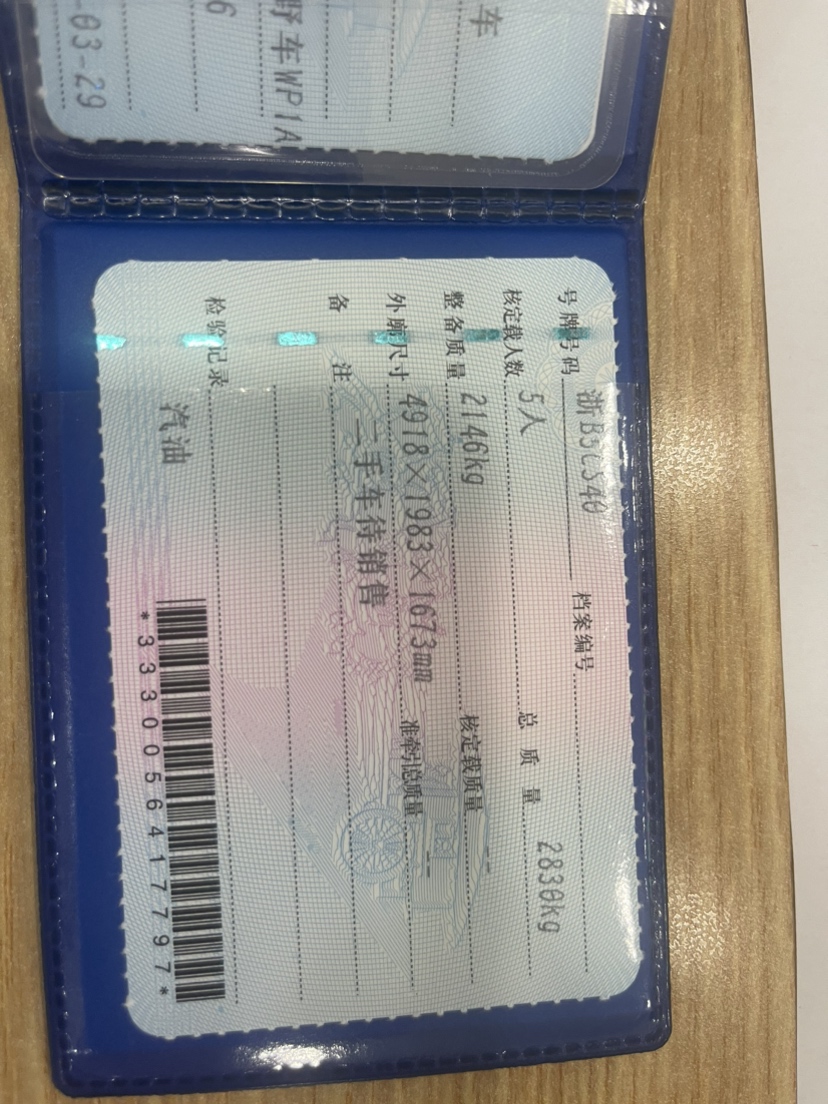 车
野车WP1A
6
-03-29
号牌号码 浙B5CS40 档案编号
核定载人数 5人 总质量 2830kg
整备质量 2146kg 核定载质量 --
外廓尺寸 4918×1983×1673mm 准牵引总质量 --
备注 二手车待销售
检验记录
汽油
*3330056417797*